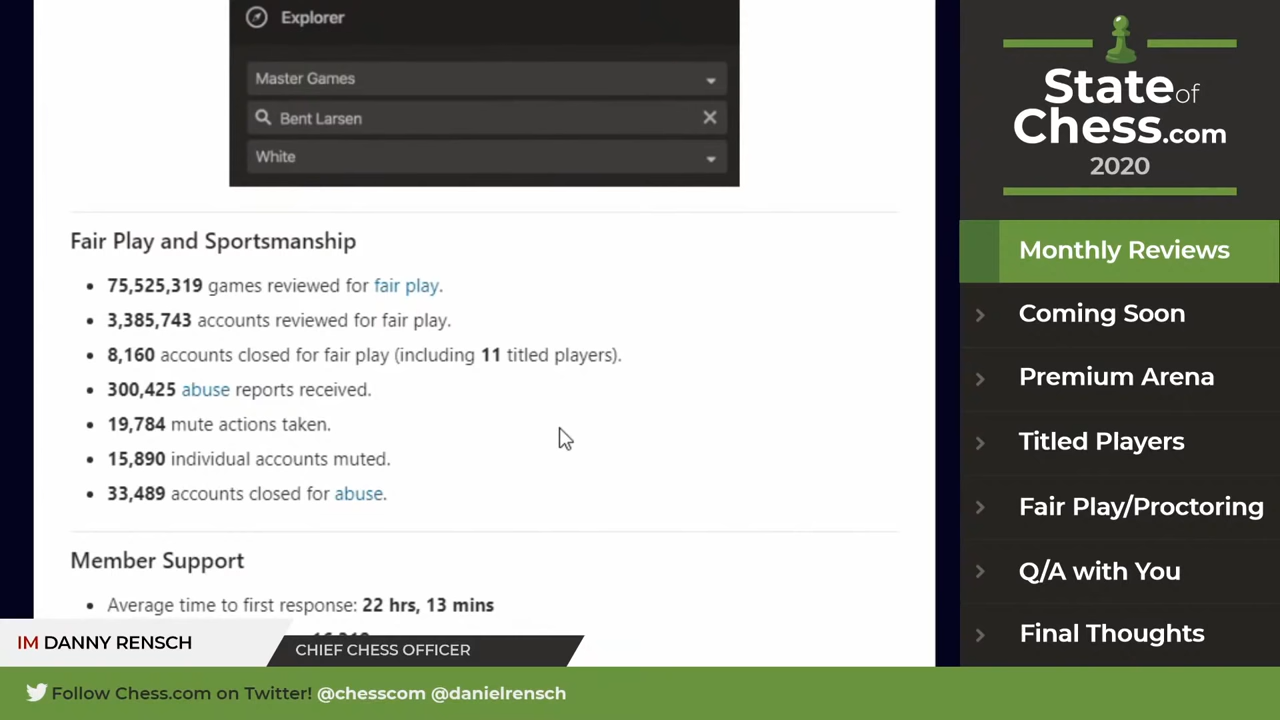 Explorer
Master Games
Bent Larsen
White
Fair Play and Sportsmanship
75,525,319 games reviewed for fair play.
3,385,743 accounts reviewed for fair play.
8,160 accounts closed for fair play (including 11 titled players).
300,425 abuse reports received.
19,784 mute actions taken.
15,890 individual accounts muted.
33,489 accounts closed for abuse.
Member Support
Average time to first response: 22 hrs, 13 mins
IM DANNY RENSCH
CHIEF CHESS OFFICER
Follow Chess.com on Twitter! @chesscom @danielrensch
State of
Chess.com
2020
Monthly Reviews
Coming Soon
Premium Arena
Titled Players
Fair Play/Proctoring
Q/A with You
Final Thoughts